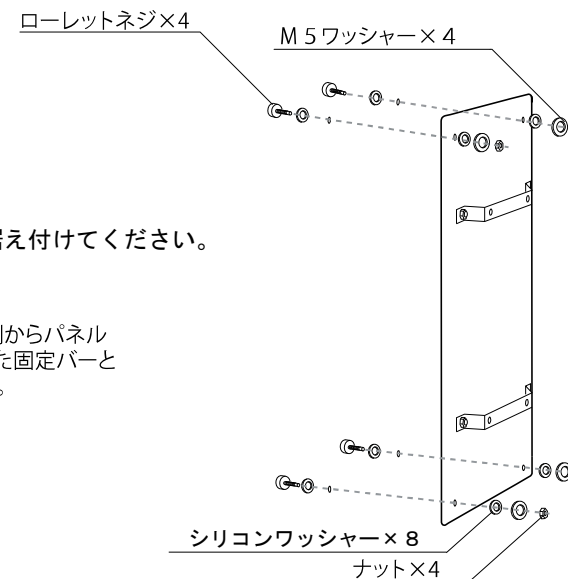 ローレットネジ×4
M5ワッシャー×4
え付けてください。
からパネル
固定バーと
。
シリコンワッシャー×8
ナット×4